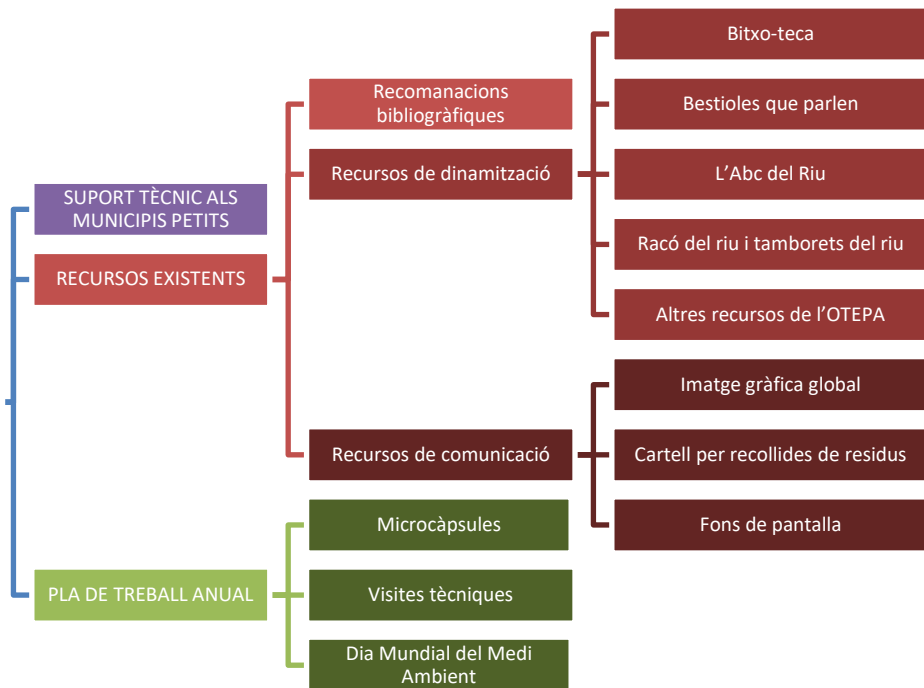 SUPORT TÈCNIC ALS
MUNICIPIS PETITS
RECURSOS EXISTENTS
Recomanacions
bibliogràfiques
Recursos de dinamització
Bitxo-teca
Bestioles que parlen
L’Abc del Riu
Racó del riu i tamborets del riu
Altres recursos de l’OTEPA
Recursos de comunicació
Imatge gràfica global
Cartell per recollides de residus
Fons de pantalla
PLA DE TREBALL ANUAL
Microcàpsules
Visites tècniques
Dia Mundial del Medi
Ambient